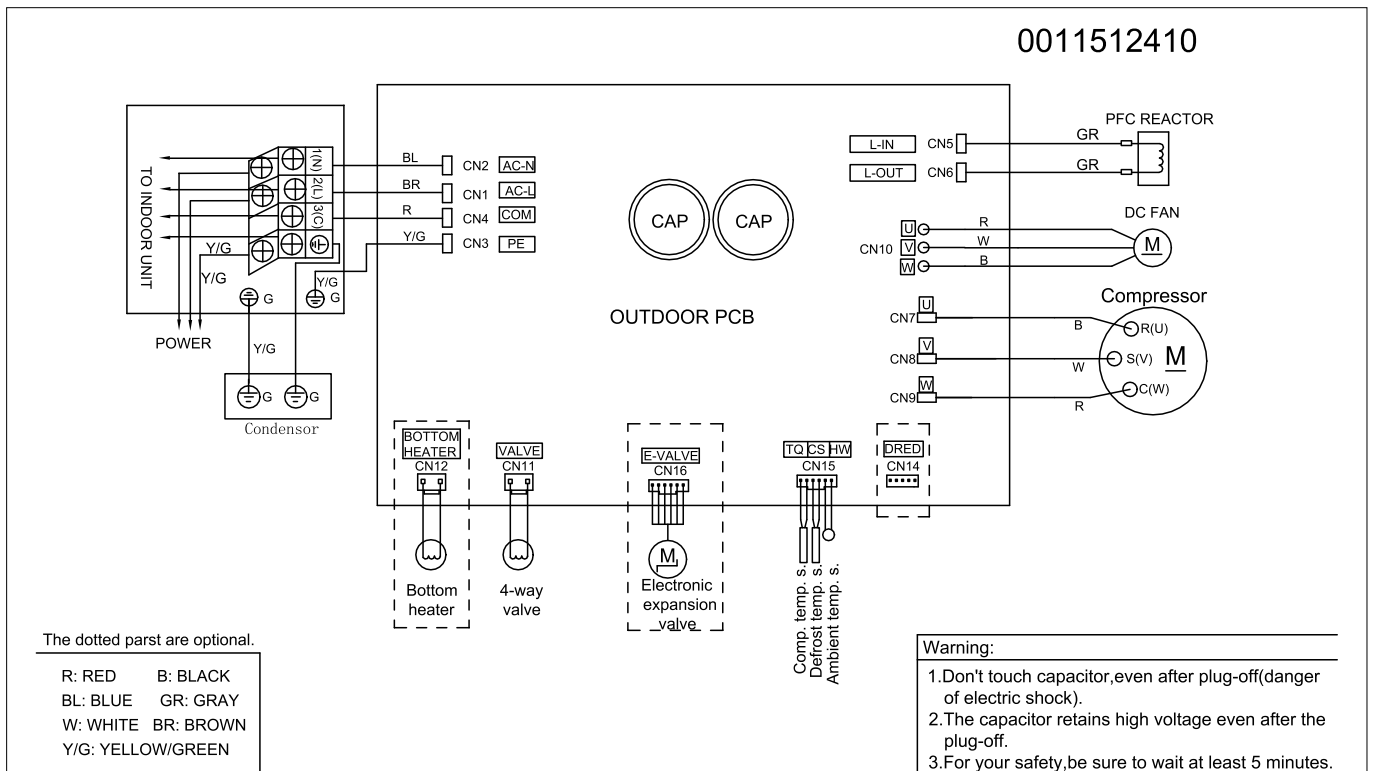 0011512410
TO INDOOR UNIT
1(N)
2(L)
3(C)
Y/G
Y/G
G
Y/G
G
POWER
Y/G
G
G
Condensor
BL
CN2
AC-N
BR
CN1
AC-L
R
CN4
COM
Y/G
CN3
PE
CAP
CAP
OUTDOOR PCB
L-IN
CN5
GR
L-OUT
CN6
GR
PFC REACTOR
CN10
U
V
W
R
W
B
DC FAN
M
U
CN7
B
V
CN8
W
W
CN9
R
Compressor
R(U)
S(V)
C(W)
M
BOTTOM
HEATER
CN12
Bottom
heater
VALVE
CN11
4-way
valve
E-VALVE
CN16
M
Electronic
expansion
valve
TQ CS HW
CN15
Comp. temp. s.
Defrost temp. s.
Ambient temp. s.
DRED
CN14
The dotted parst are optional.
R: RED B: BLACK
BL: BLUE GR: GRAY
W: WHITE BR: BROWN
Y/G: YELLOW/GREEN
Warning:
1.Don't touch capacitor,even after plug-off(danger
of electric shock).
2.The capacitor retains high voltage even after the
plug-off.
3.For your safety,be sure to wait at least 5 minutes.